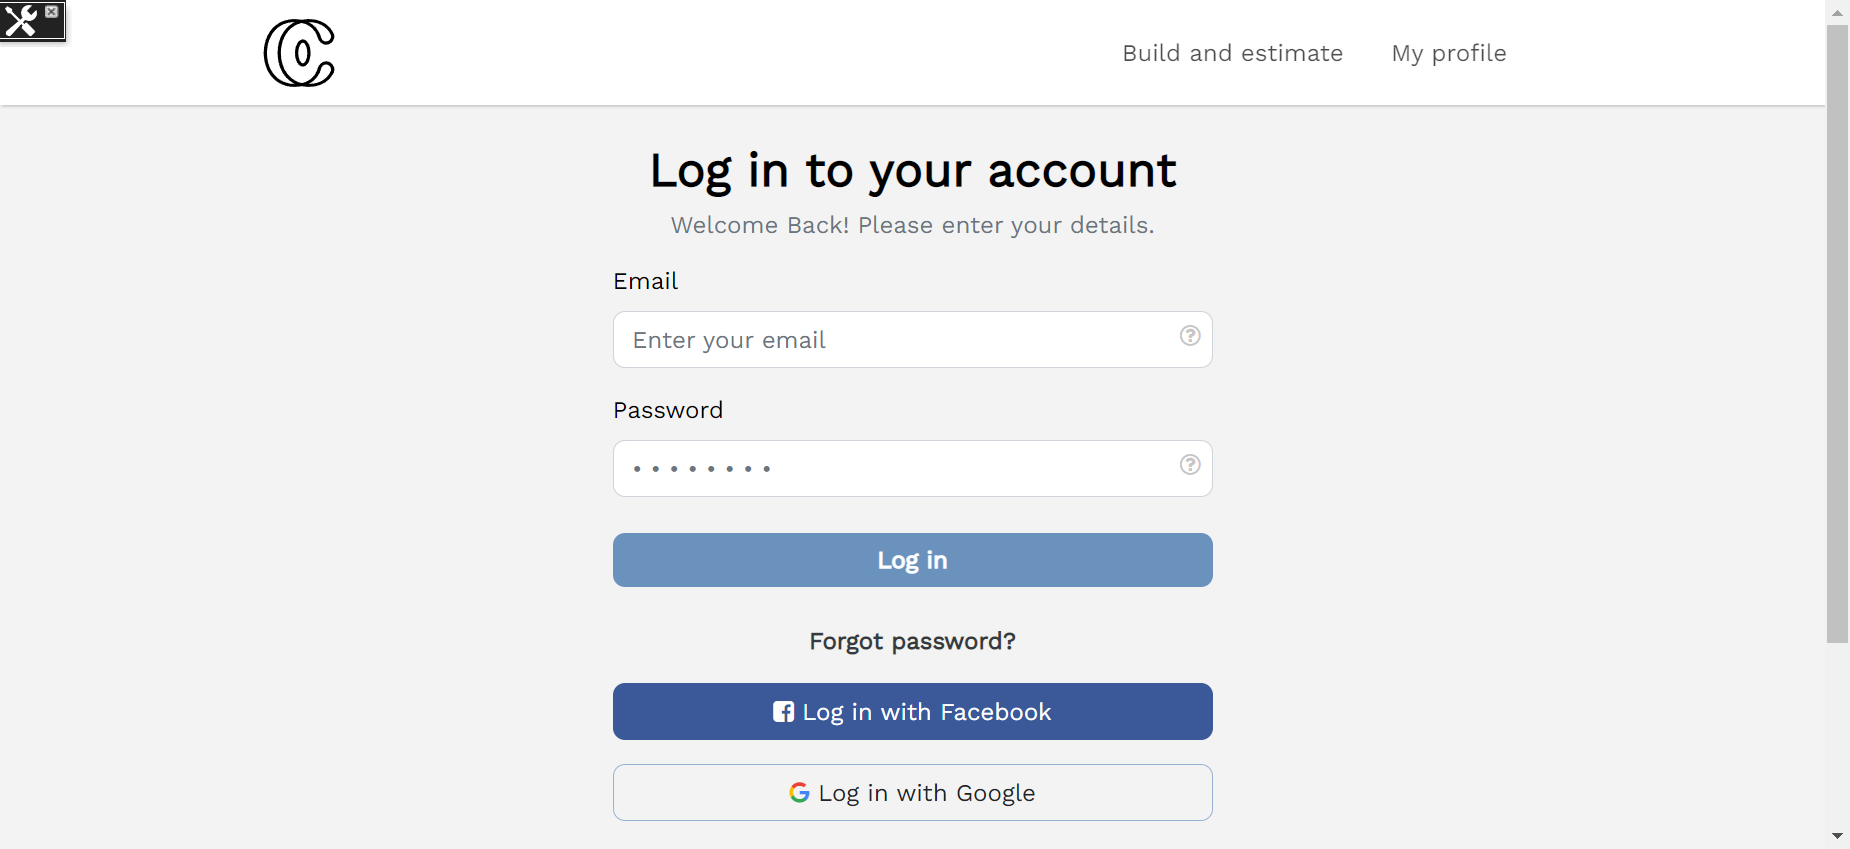 Build and estimate
My profile
Log in to your account
Welcome Back! Please enter your details.
Email
Enter your email
Password
••••••••
Log in
Forgot password?
Log in with Facebook
Log in with Google